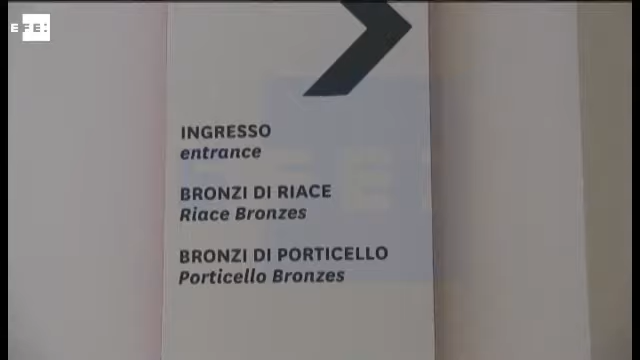 EFE:
INGRESSO
entrance
BRONZI DI RIACE
Riace Bronzes
BRONZI DI PORTICELLO
Porticello Bronzes